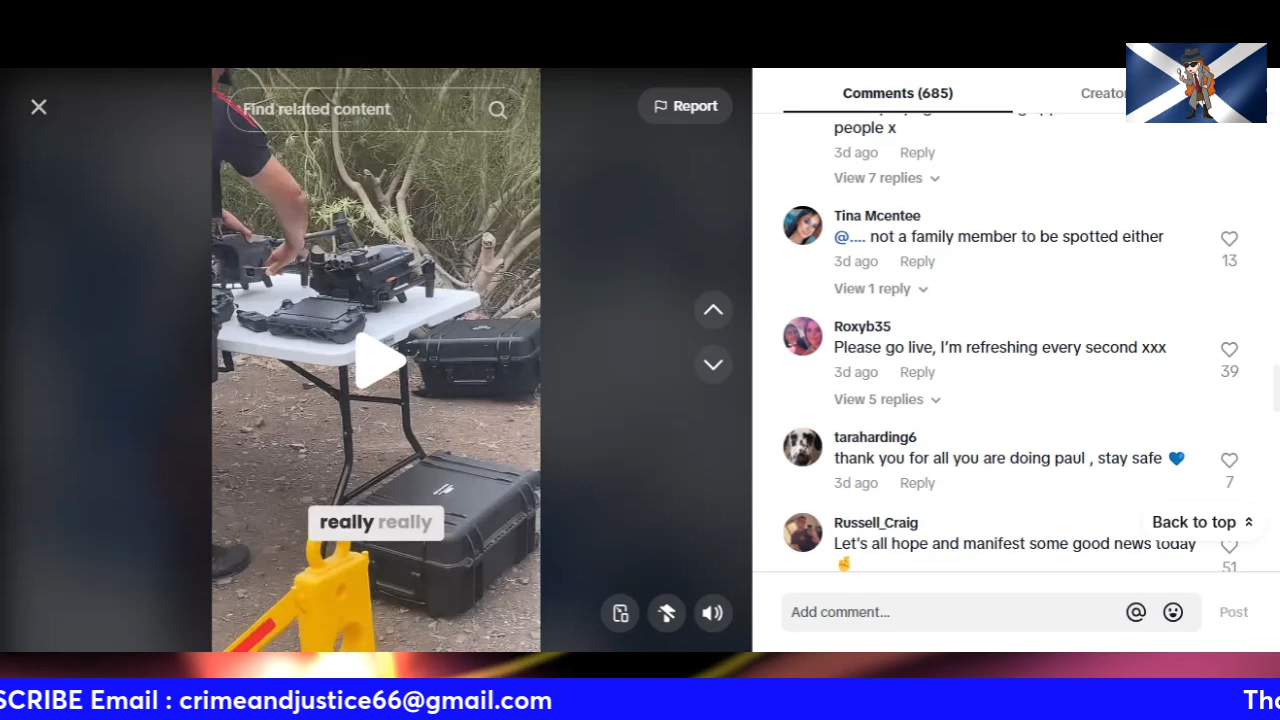 Find related content
Report
really really
Comments (685)
Creator
people x
3d ago Reply
View 7 replies
Tina Mcentee
@.... not a family member to be spotted either
13
3d ago Reply
View 1 reply
Roxyb35
Please go live, I'm refreshing every second xxx
39
3d ago Reply
View 5 replies
taraharding6
thank you for all you are doing paul , stay safe 💙
7
3d ago Reply
Russell_Craig
Back to top
Let's all hope and manifest some good news today
51
Add comment...
Post
SCRIBE Email : crimeandjustice66@gmail.com
Tha